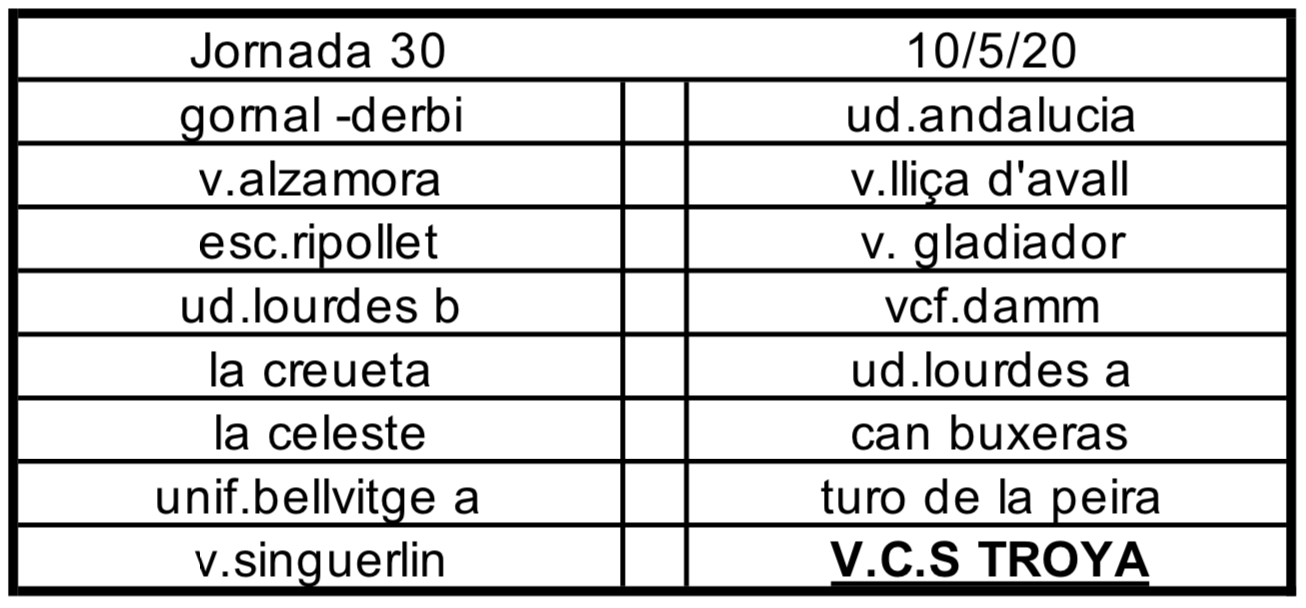 Jornada 30 10/5/20
gornal -derbi ud.andalucia
v.alzamora v.lliça d'avall
esc.ripollet v. gladiador
ud.lourdes b vcf.damm
la creueta ud.lourdes a
la celeste can buxeras
unif.bellvitge a turo de la peira
v.singuerlin V.C.S TROYA